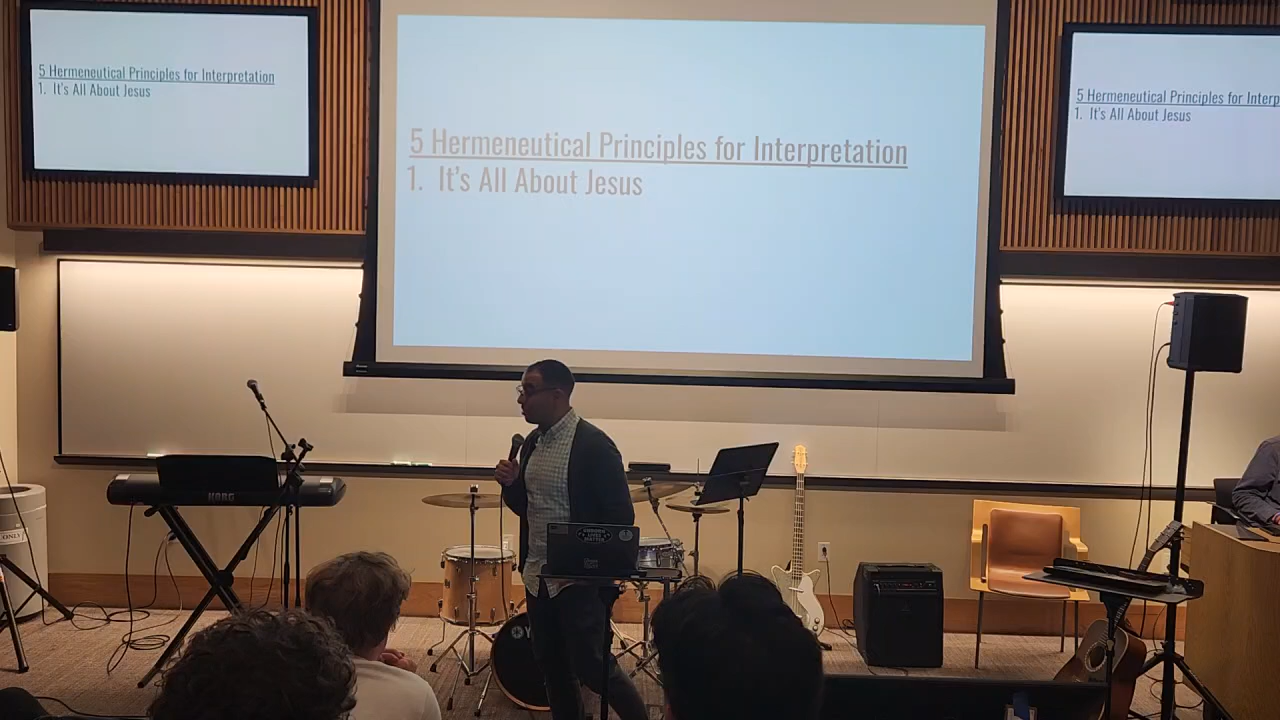 5 Hermeneutical Principles for Interpretation
1. It's All About Jesus
5 Hermeneutical Principles for Interpretation
1. It's All About Jesus
5 Hermeneutical Principles for Interp
1. It's All About Jesus
KORG
ONLY